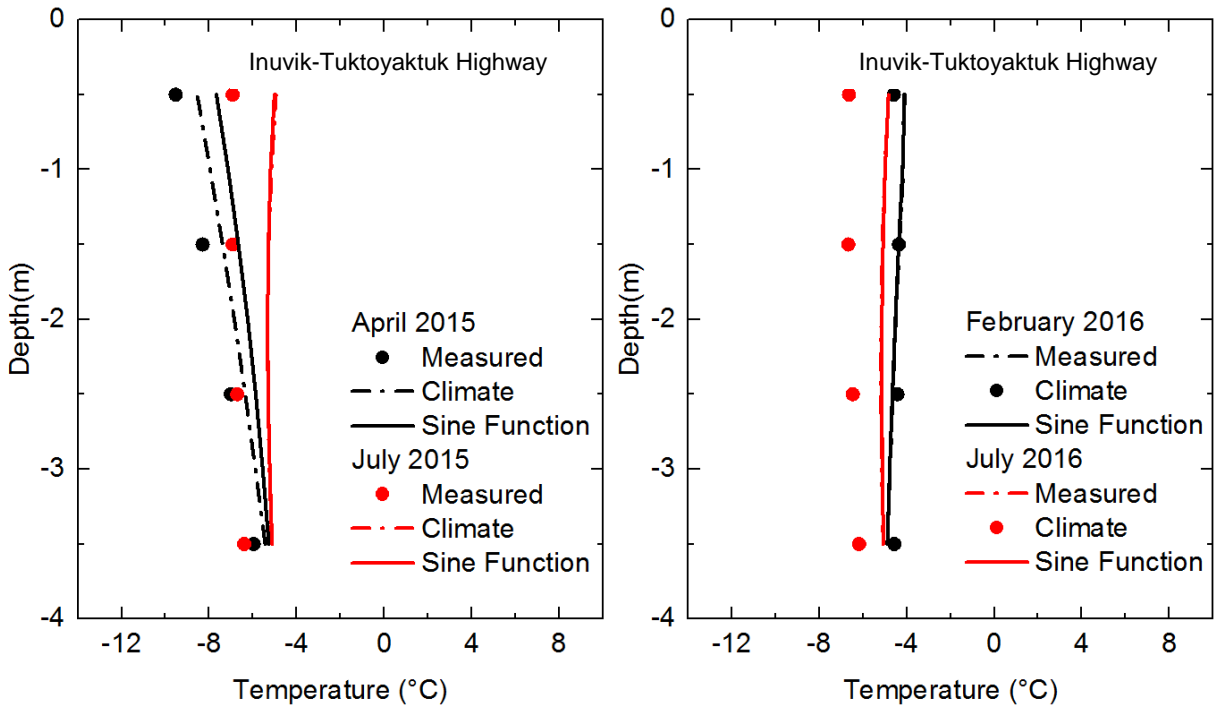 Inuvik-Tuktoyaktuk Highway
0
-1
-2
-3
-4
Depth(m)
April 2015
Measured
Climate
Sine Function
July 2015
Measured
Climate
Sine Function
-12 -8 -4 0 4 8
Temperature (°C)
Inuvik-Tuktoyaktuk Highway
0
-1
-2
-3
-4
Depth(m)
February 2016
Measured
Climate
Sine Function
July 2016
Measured
Climate
Sine Function
-12 -8 -4 0 4 8
Temperature (°C)